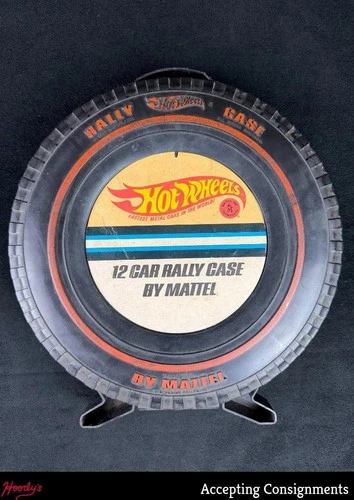 RALLY Hot Wheels CASE
Hot Wheels
FASTEST METAL CARS IN THE WORLD!
12 CAR RALLY CASE
BY MATTEL
BY MATTEL
Hoody's
Accepting Consignments